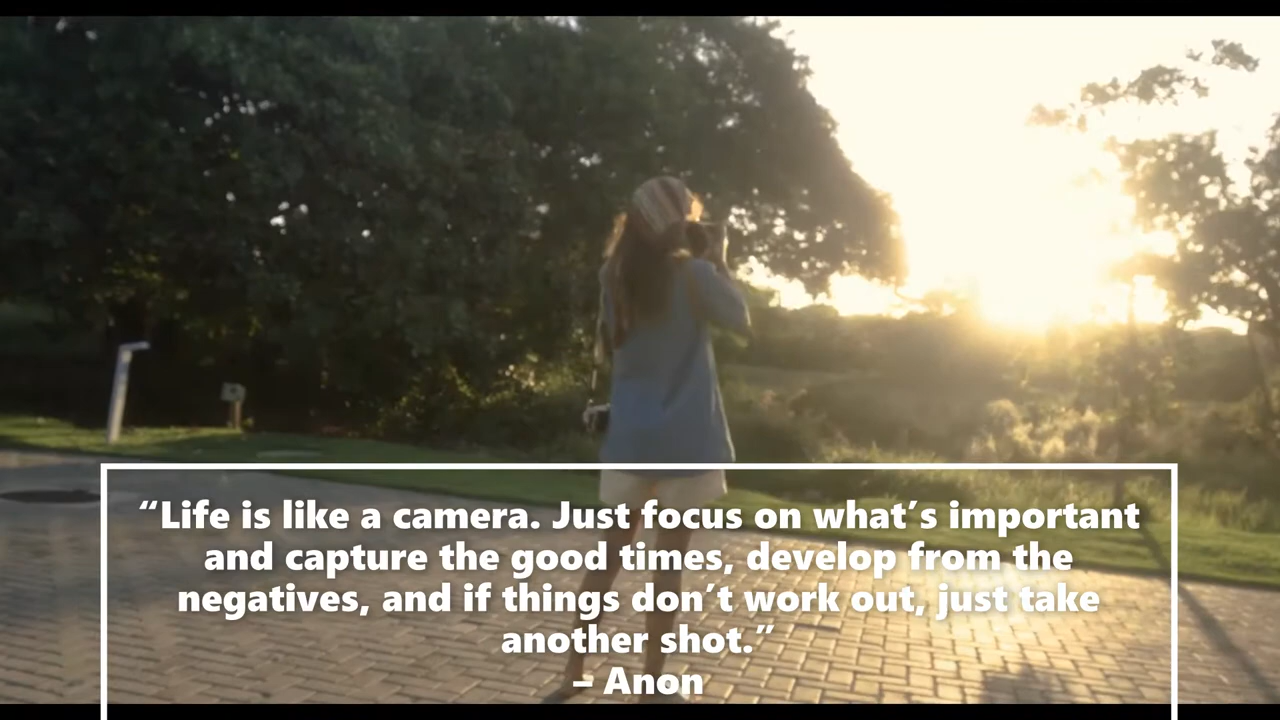 “Life is like a camera. Just focus on what’s important
and capture the good times, develop from the
negatives, and if things don’t work out, just take
another shot.”
– Anon